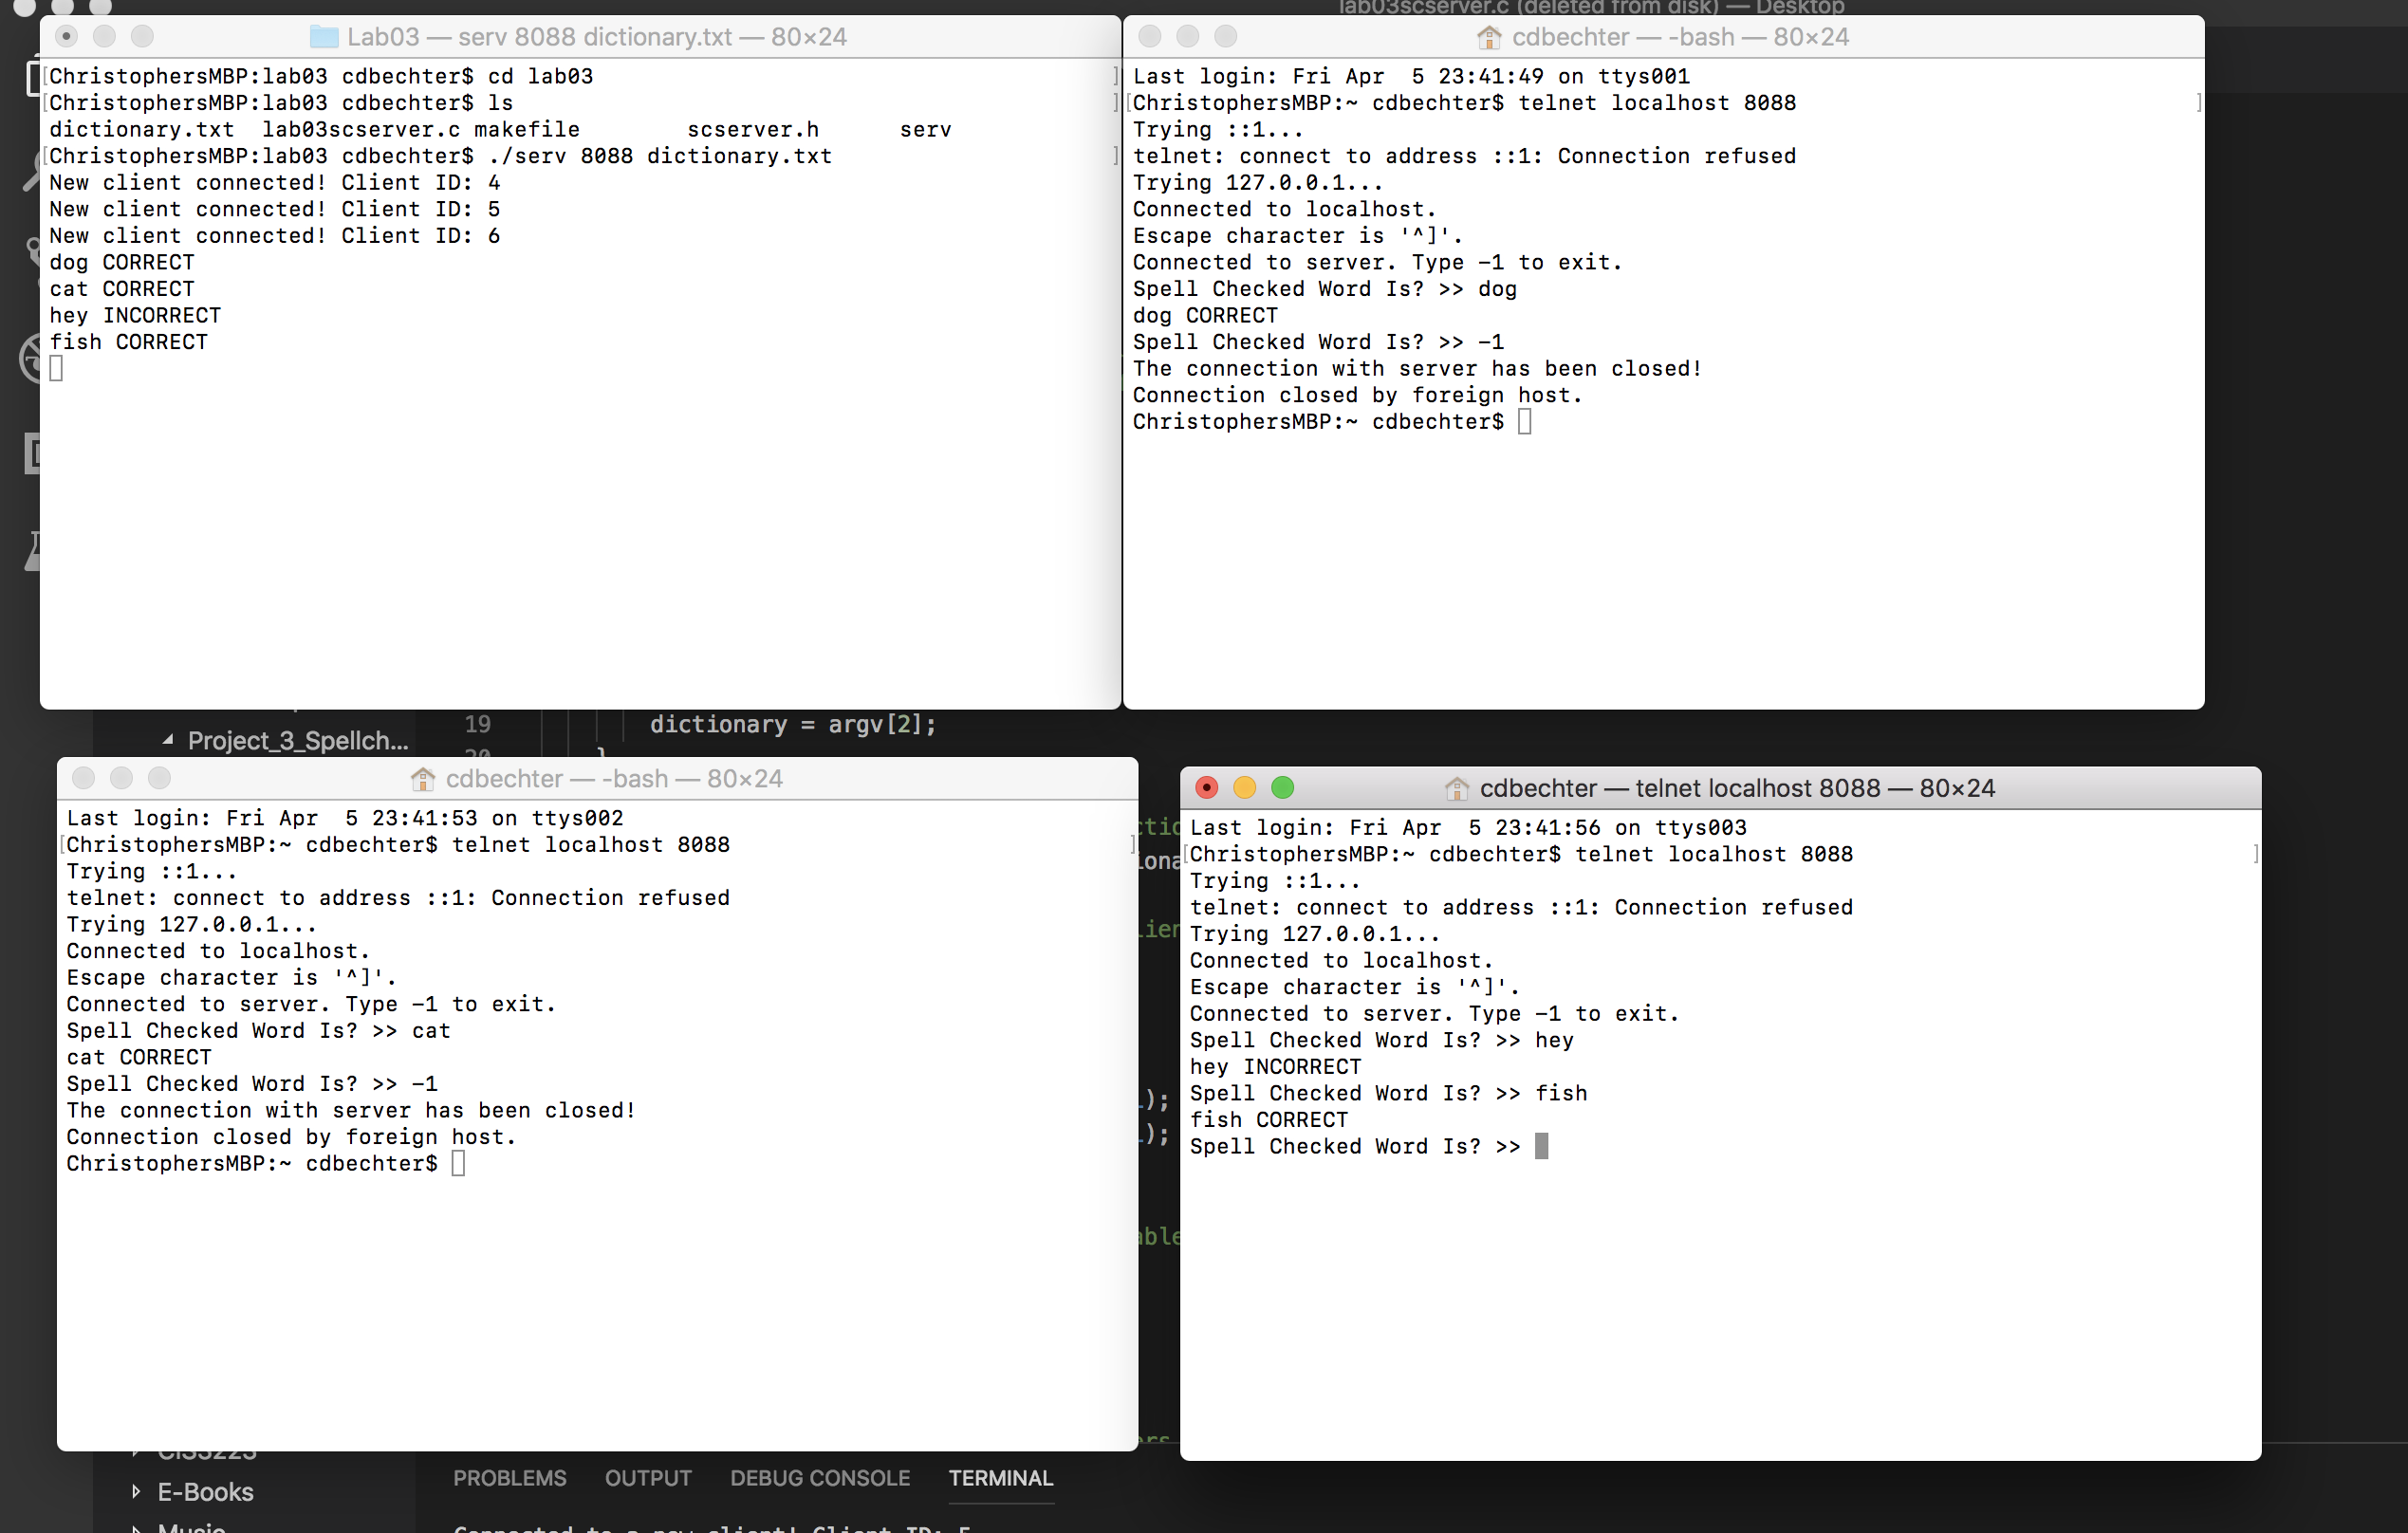 lab03scserver.c (deleted from disk) — Desktop
Lab03 — serv 8088 dictionary.txt — 80×24
ChristophersMBP:lab03 cdbechter$ cd lab03
ChristophersMBP:lab03 cdbechter$ ls
dictionary.txt  lab03scserver.c makefile        scserver.h      serv
ChristophersMBP:lab03 cdbechter$ ./serv 8088 dictionary.txt
New client connected! Client ID: 4
New client connected! Client ID: 5
New client connected! Client ID: 6
dog CORRECT
cat CORRECT
hey INCORRECT
fish CORRECT
cdbechter — -bash — 80×24
Last login: Fri Apr  5 23:41:49 on ttys001
ChristophersMBP:~ cdbechter$ telnet localhost 8088
Trying ::1...
telnet: connect to address ::1: Connection refused
Trying 127.0.0.1...
Connected to localhost.
Escape character is '^]'.
Connected to server. Type -1 to exit.
Spell Checked Word Is? >> dog
dog CORRECT
Spell Checked Word Is? >> -1
The connection with server has been closed!
Connection closed by foreign host.
ChristophersMBP:~ cdbechter$
Project_3_Spellch...
19 dictionary = argv[2];
20 }
cdbechter — -bash — 80×24
Last login: Fri Apr  5 23:41:53 on ttys002
ChristophersMBP:~ cdbechter$ telnet localhost 8088
Trying ::1...
telnet: connect to address ::1: Connection refused
Trying 127.0.0.1...
Connected to localhost.
Escape character is '^]'.
Connected to server. Type -1 to exit.
Spell Checked Word Is? >> cat
cat CORRECT
Spell Checked Word Is? >> -1
The connection with server has been closed!
Connection closed by foreign host.
ChristophersMBP:~ cdbechter$
cdbechter — telnet localhost 8088 — 80×24
Last login: Fri Apr  5 23:41:56 on ttys003
ChristophersMBP:~ cdbechter$ telnet localhost 8088
Trying ::1...
telnet: connect to address ::1: Connection refused
Trying 127.0.0.1...
Connected to localhost.
Escape character is '^]'.
Connected to server. Type -1 to exit.
Spell Checked Word Is? >> hey
hey INCORRECT
Spell Checked Word Is? >> fish
fish CORRECT
Spell Checked Word Is? >>
CISS225
E-Books
Music
PROBLEMS OUTPUT DEBUG CONSOLE TERMINAL
Connected to a new client! Client ID: 5